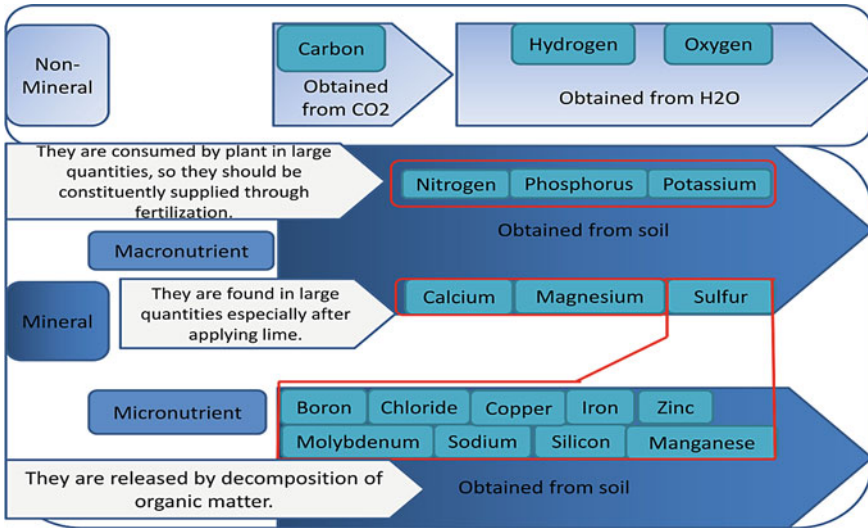 Non-
Mineral
Carbon
Obtained
from CO2
Hydrogen
Oxygen
Obtained from H2O
They are consumed by plant in large
quantities, so they should be
constituently supplied through
fertilization.
Nitrogen
Phosphorus
Potassium
Obtained from soil
Macronutrient
Mineral
They are found in large
quantities especially after
applying lime.
Calcium
Magnesium
Sulfur
Micronutrient
Boron
Chloride
Copper
Iron
Zinc
Molybdenum
Sodium
Silicon
Manganese
They are released by decomposition of
organic matter.
Obtained from soil